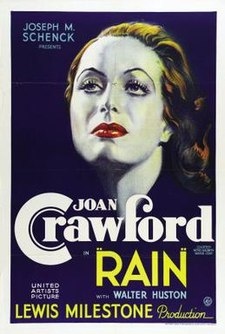 JOSEPH M.
SCHENCK
PRESENTS
JOAN
Crawford
IN
"RAIN"
UNITED
ARTISTS
PICTURE
WITH WALTER HUSTON
LEWIS MILESTONE Production